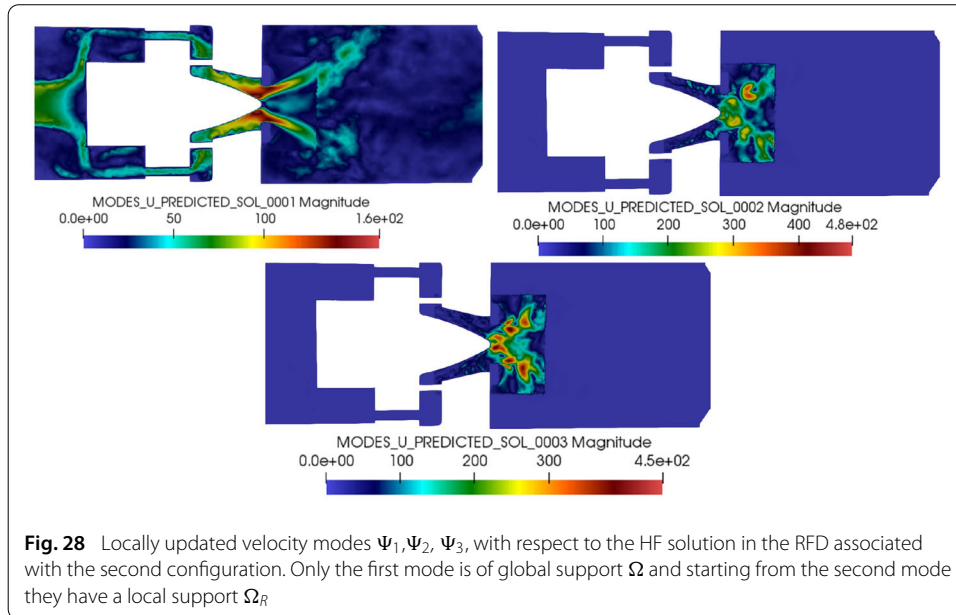 MODES_U_PREDICTED_SOL_0001 Magnitude
0.0e+00 50 100 1.6e+02
MODES_U_PREDICTED_SOL_0002 Magnitude
0.0e+00 100 200 300 400 4.8e+02
MODES_U_PREDICTED_SOL_0003 Magnitude
0.0e+00 100 200 300 4.5e+02
Fig. 28 Locally updated velocity modes Ψ₁,Ψ₂, Ψ₃, with respect to the HF solution in the RFD associated
with the second configuration. Only the first mode is of global support Ω and starting from the second mode
they have a local support Ω_R